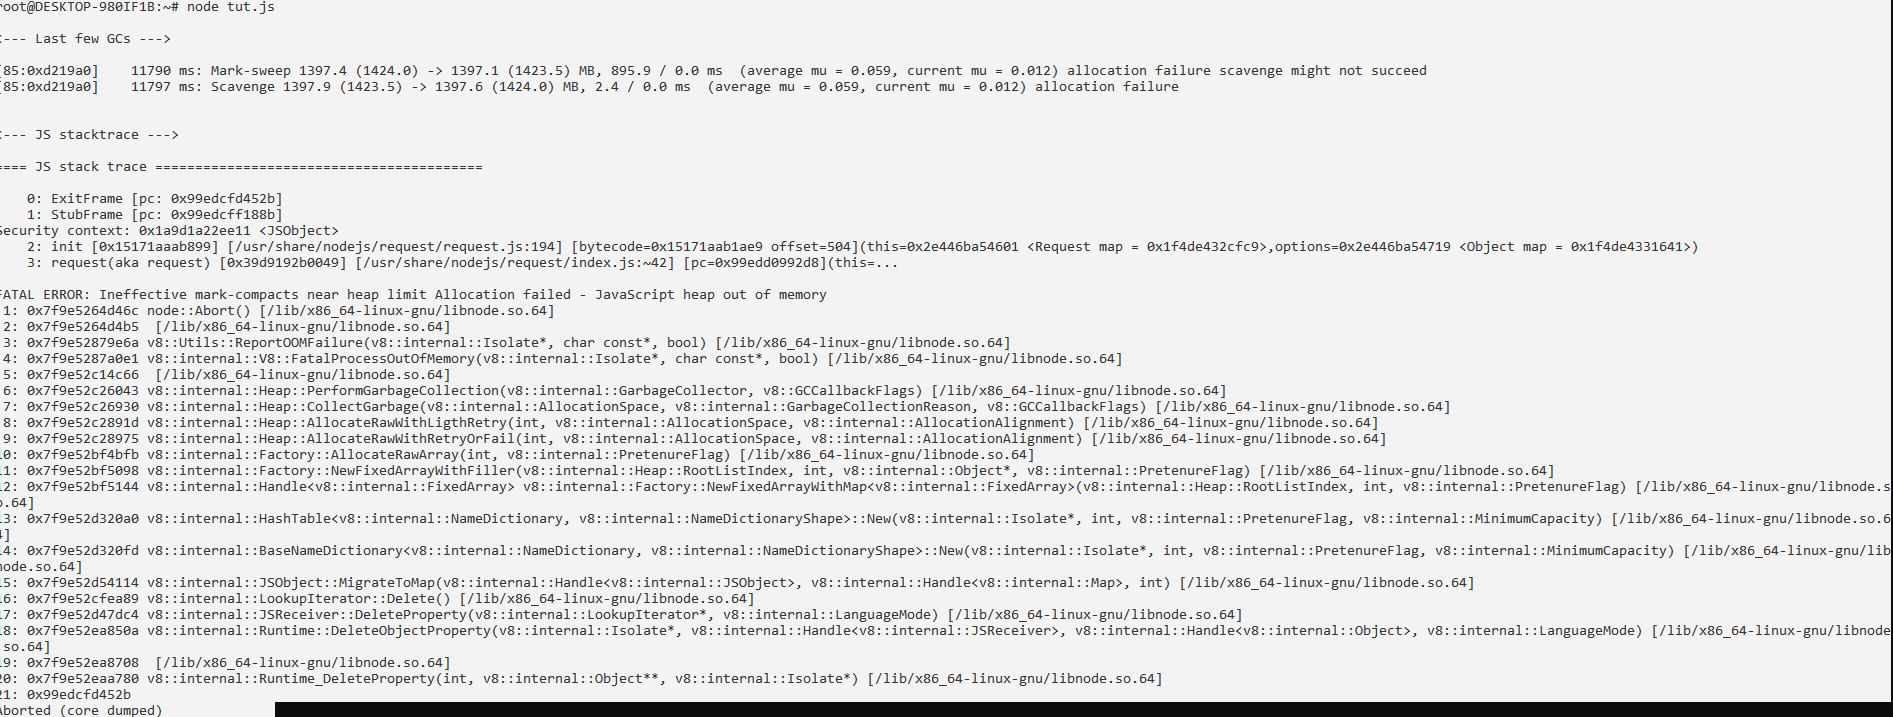 root@DESKTOP-980IF1B:~# node tut.js
<--- Last few GCs --->
[85:0xd219a0]    11790 ms: Mark-sweep 1397.4 (1424.0) -> 1397.1 (1423.5) MB, 895.9 / 0.0 ms  (average mu = 0.059, current mu = 0.012) allocation failure scavenge might not succeed
[85:0xd219a0]    11797 ms: Scavenge 1397.9 (1423.5) -> 1397.6 (1424.0) MB, 2.4 / 0.0 ms  (average mu = 0.059, current mu = 0.012) allocation failure
<--- JS stacktrace --->
==== JS stack trace =========================================
    0: ExitFrame [pc: 0x99edcfd452b]
    1: StubFrame [pc: 0x99edcff188b]
Security context: 0x1a9d1a22ee11 <JSObject>
    2: init [0x15171aaab899] [/usr/share/nodejs/request/request.js:194] [bytecode=0x15171aab1ae9 offset=504](this=0x2e446ba54601 <Request map = 0x1f4de432cfc9>,options=0x2e446ba54719 <Object map = 0x1f4de4331641>)
    3: request(aka request) [0x39d9192b0049] [/usr/share/nodejs/request/index.js:~42] [pc=0x99edd0992d8](this=...
FATAL ERROR: Ineffective mark-compacts near heap limit Allocation failed - JavaScript heap out of memory
 1: 0x7f9e5264d46c node::Abort() [/lib/x86_64-linux-gnu/libnode.so.64]
 2: 0x7f9e5264d4b5  [/lib/x86_64-linux-gnu/libnode.so.64]
 3: 0x7f9e52879e6a v8::Utils::ReportOOMFailure(v8::internal::Isolate*, char const*, bool) [/lib/x86_64-linux-gnu/libnode.so.64]
 4: 0x7f9e5287a0e1 v8::internal::V8::FatalProcessOutOfMemory(v8::internal::Isolate*, char const*, bool) [/lib/x86_64-linux-gnu/libnode.so.64]
 5: 0x7f9e52c14c66  [/lib/x86_64-linux-gnu/libnode.so.64]
 6: 0x7f9e52c26043 v8::internal::Heap::PerformGarbageCollection(v8::internal::GarbageCollector, v8::GCCallbackFlags) [/lib/x86_64-linux-gnu/libnode.so.64]
 7: 0x7f9e52c26930 v8::internal::Heap::CollectGarbage(v8::internal::AllocationSpace, v8::internal::GarbageCollectionReason, v8::GCCallbackFlags) [/lib/x86_64-linux-gnu/libnode.so.64]
 8: 0x7f9e52c2891d v8::internal::Heap::AllocateRawWithLigthRetry(int, v8::internal::AllocationSpace, v8::internal::AllocationAlignment) [/lib/x86_64-linux-gnu/libnode.so.64]
 9: 0x7f9e52c28975 v8::internal::Heap::AllocateRawWithRetryOrFail(int, v8::internal::AllocationSpace, v8::internal::AllocationAlignment) [/lib/x86_64-linux-gnu/libnode.so.64]
10: 0x7f9e52bf4bfb v8::internal::Factory::AllocateRawArray(int, v8::internal::PretenureFlag) [/lib/x86_64-linux-gnu/libnode.so.64]
11: 0x7f9e52bf5098 v8::internal::Factory::NewFixedArrayWithFiller(v8::internal::Heap::RootListIndex, int, v8::internal::Object*, v8::internal::PretenureFlag) [/lib/x86_64-linux-gnu/libnode.so.64]
12: 0x7f9e52bf5144 v8::internal::Handle<v8::internal::FixedArray> v8::internal::Factory::NewFixedArrayWithMap<v8::internal::FixedArray>(v8::internal::Heap::RootListIndex, int, v8::internal::PretenureFlag) [/lib/x86_64-linux-gnu/libnode.s
o.64]
13: 0x7f9e52d320a0 v8::internal::HashTable<v8::internal::NameDictionary, v8::internal::NameDictionaryShape>::New(v8::internal::Isolate*, int, v8::internal::PretenureFlag, v8::internal::MinimumCapacity) [/lib/x86_64-linux-gnu/libnode.so.6
4]
14: 0x7f9e52d320fd v8::internal::BaseNameDictionary<v8::internal::NameDictionary, v8::internal::NameDictionaryShape>::New(v8::internal::Isolate*, int, v8::internal::PretenureFlag, v8::internal::MinimumCapacity) [/lib/x86_64-linux-gnu/lib
node.so.64]
15: 0x7f9e52d54114 v8::internal::JSObject::MigrateToMap(v8::internal::Handle<v8::internal::JSObject>, v8::internal::Handle<v8::internal::Map>, int) [/lib/x86_64-linux-gnu/libnode.so.64]
16: 0x7f9e52cfea89 v8::internal::LookupIterator::Delete() [/lib/x86_64-linux-gnu/libnode.so.64]
17: 0x7f9e52d47dc4 v8::internal::JSReceiver::DeleteProperty(v8::internal::LookupIterator*, v8::internal::LanguageMode) [/lib/x86_64-linux-gnu/libnode.so.64]
18: 0x7f9e52ea850a v8::internal::Runtime::DeleteObjectProperty(v8::internal::Isolate*, v8::internal::Handle<v8::internal::JSReceiver>, v8::internal::Handle<v8::internal::Object>, v8::internal::LanguageMode) [/lib/x86_64-linux-gnu/libnode
.so.64]
19: 0x7f9e52ea8708  [/lib/x86_64-linux-gnu/libnode.so.64]
20: 0x7f9e52eaa780 v8::internal::Runtime_DeleteProperty(int, v8::internal::Object**, v8::internal::Isolate*) [/lib/x86_64-linux-gnu/libnode.so.64]
21: 0x99edcfd452b
Aborted (core dumped)